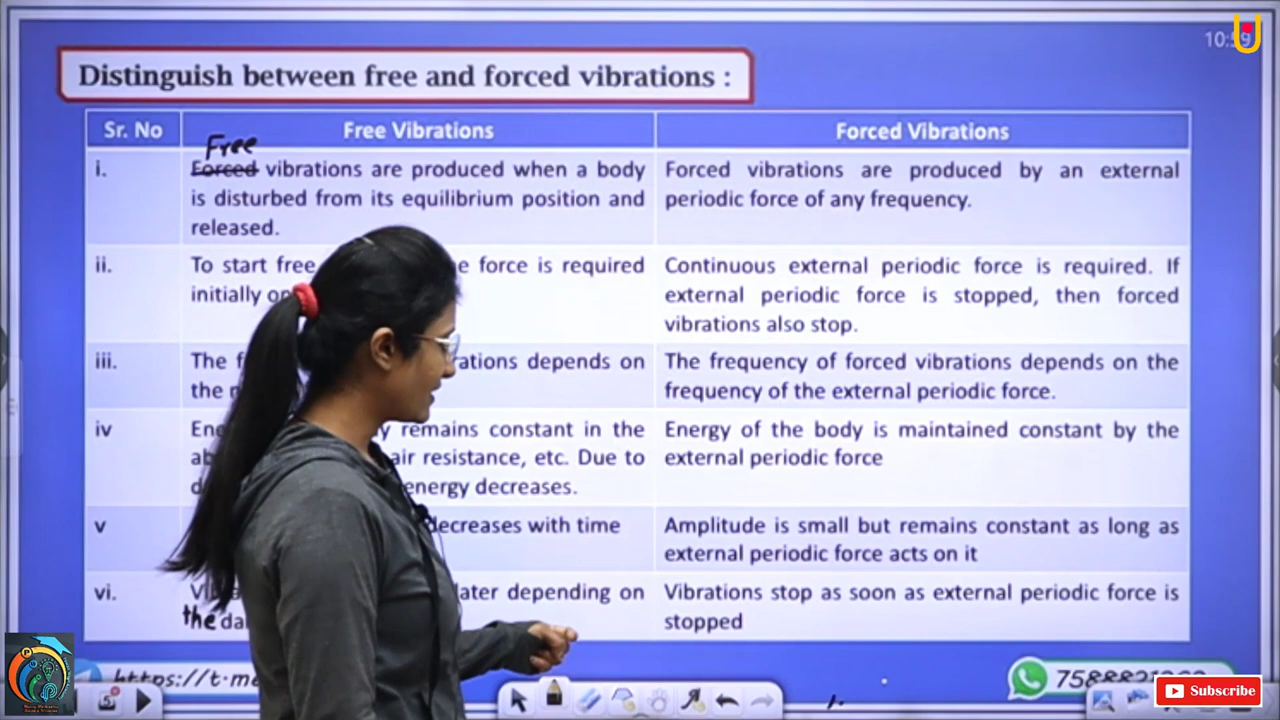 10:59
Distinguish between free and forced vibrations :
Sr. No Free Vibrations Forced Vibrations
Free
i. Forced vibrations are produced when a body
is disturbed from its equilibrium position and
released.
Forced vibrations are produced by an external
periodic force of any frequency.
ii. To start free force is required
initially
Continuous external periodic force is required. If
external periodic force is stopped, then forced
vibrations also stop.
iii. The depends on
the
The frequency of forced vibrations depends on the
frequency of the external periodic force.
iv remains constant in the
air resistance, etc. Due to
energy decreases.
Energy of the body is maintained constant by the
external periodic force
v decreases with time
Amplitude is small but remains constant as long as
external periodic force acts on it
vi. later depending on
the
Vibrations stop as soon as external periodic force is
stopped
https://t.me
Subscribe